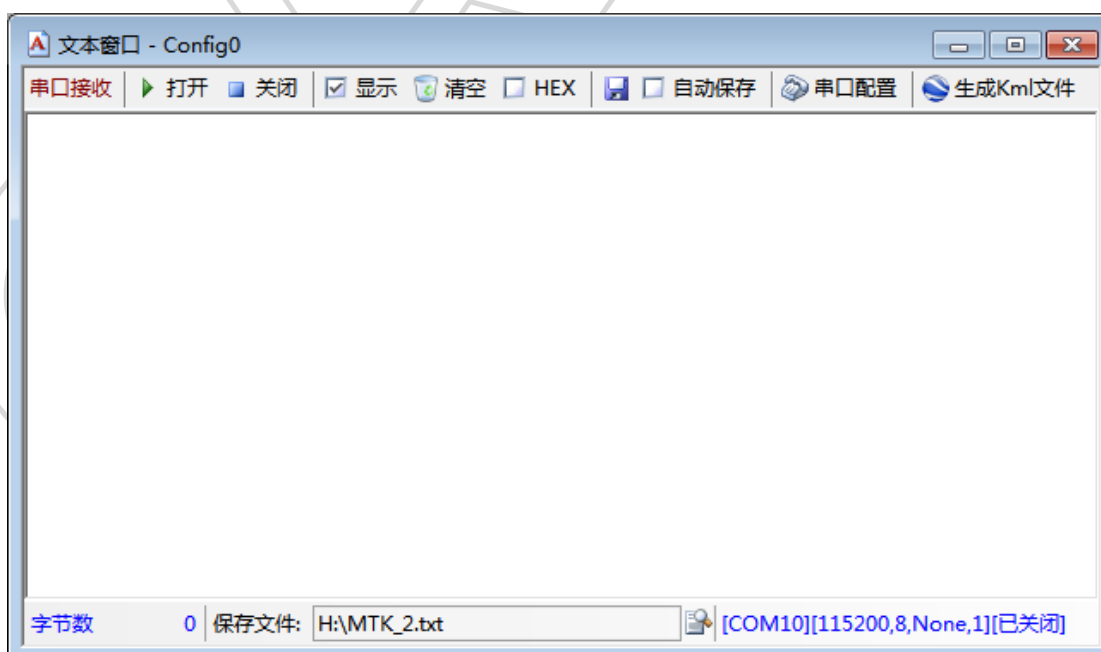 文本窗口 - Config0
串口接收 打开 关闭 显示 清空 HEX 自动保存 串口配置 生成Kml文件
字节数 0 保存文件: H:\MTK_2.txt [COM10][115200,8,None,1][已关闭]